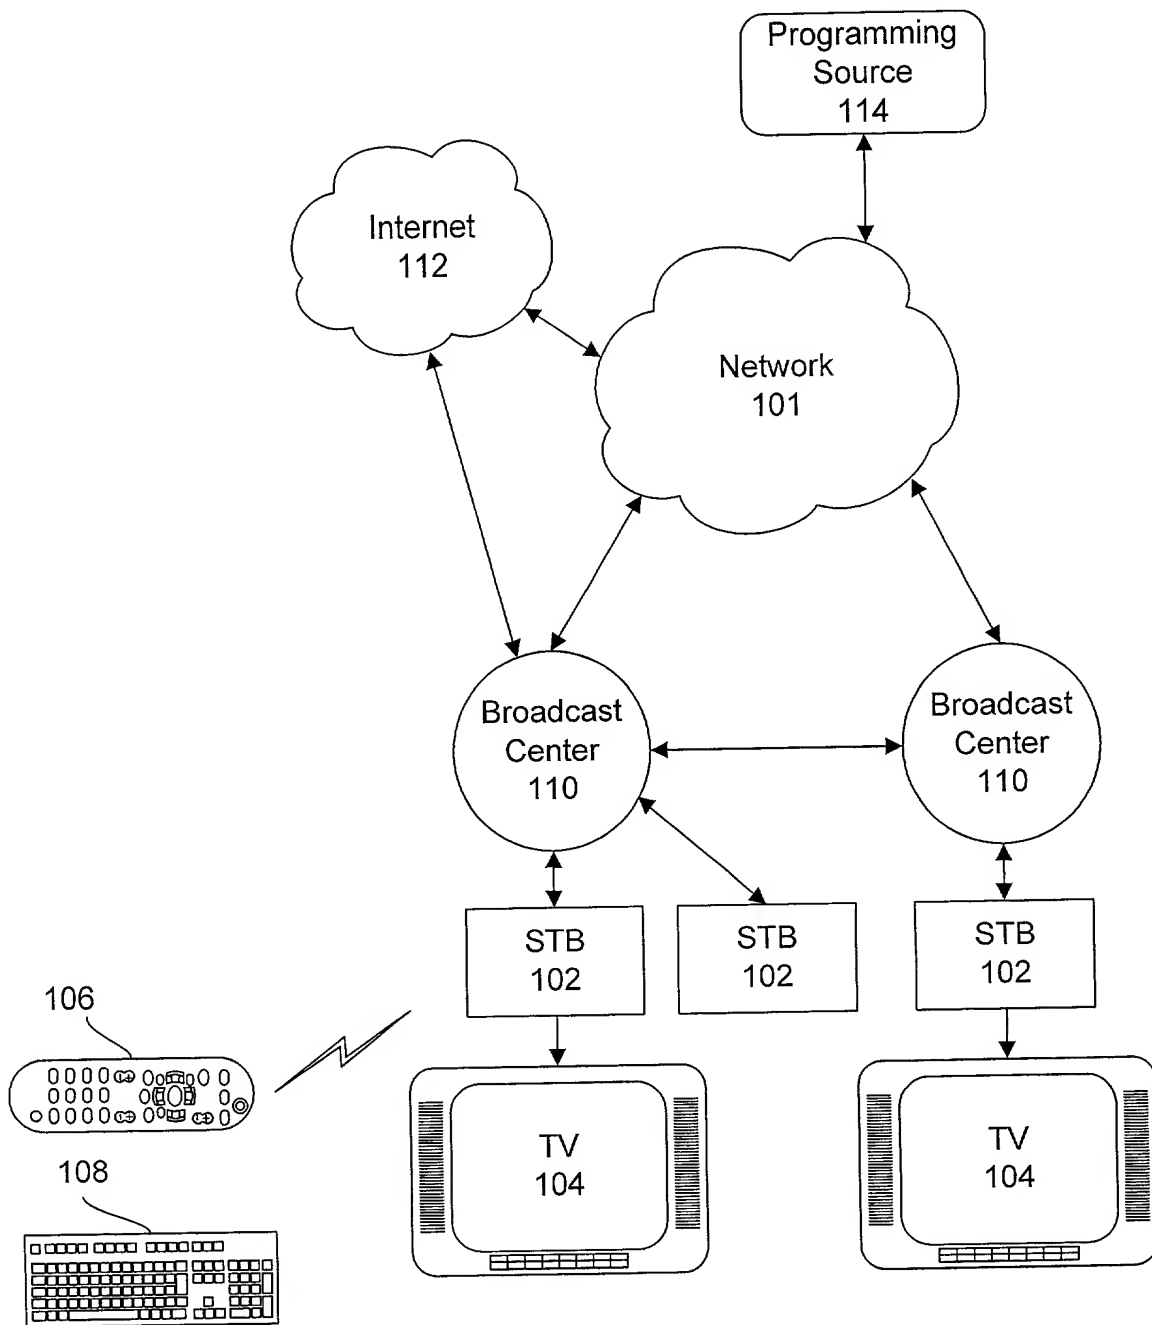 Programming
Source
114
Internet
112
Network
101
Broadcast
Center
110
Broadcast
Center
110
STB
102
STB
102
STB
102
106
TV
104
TV
104
108